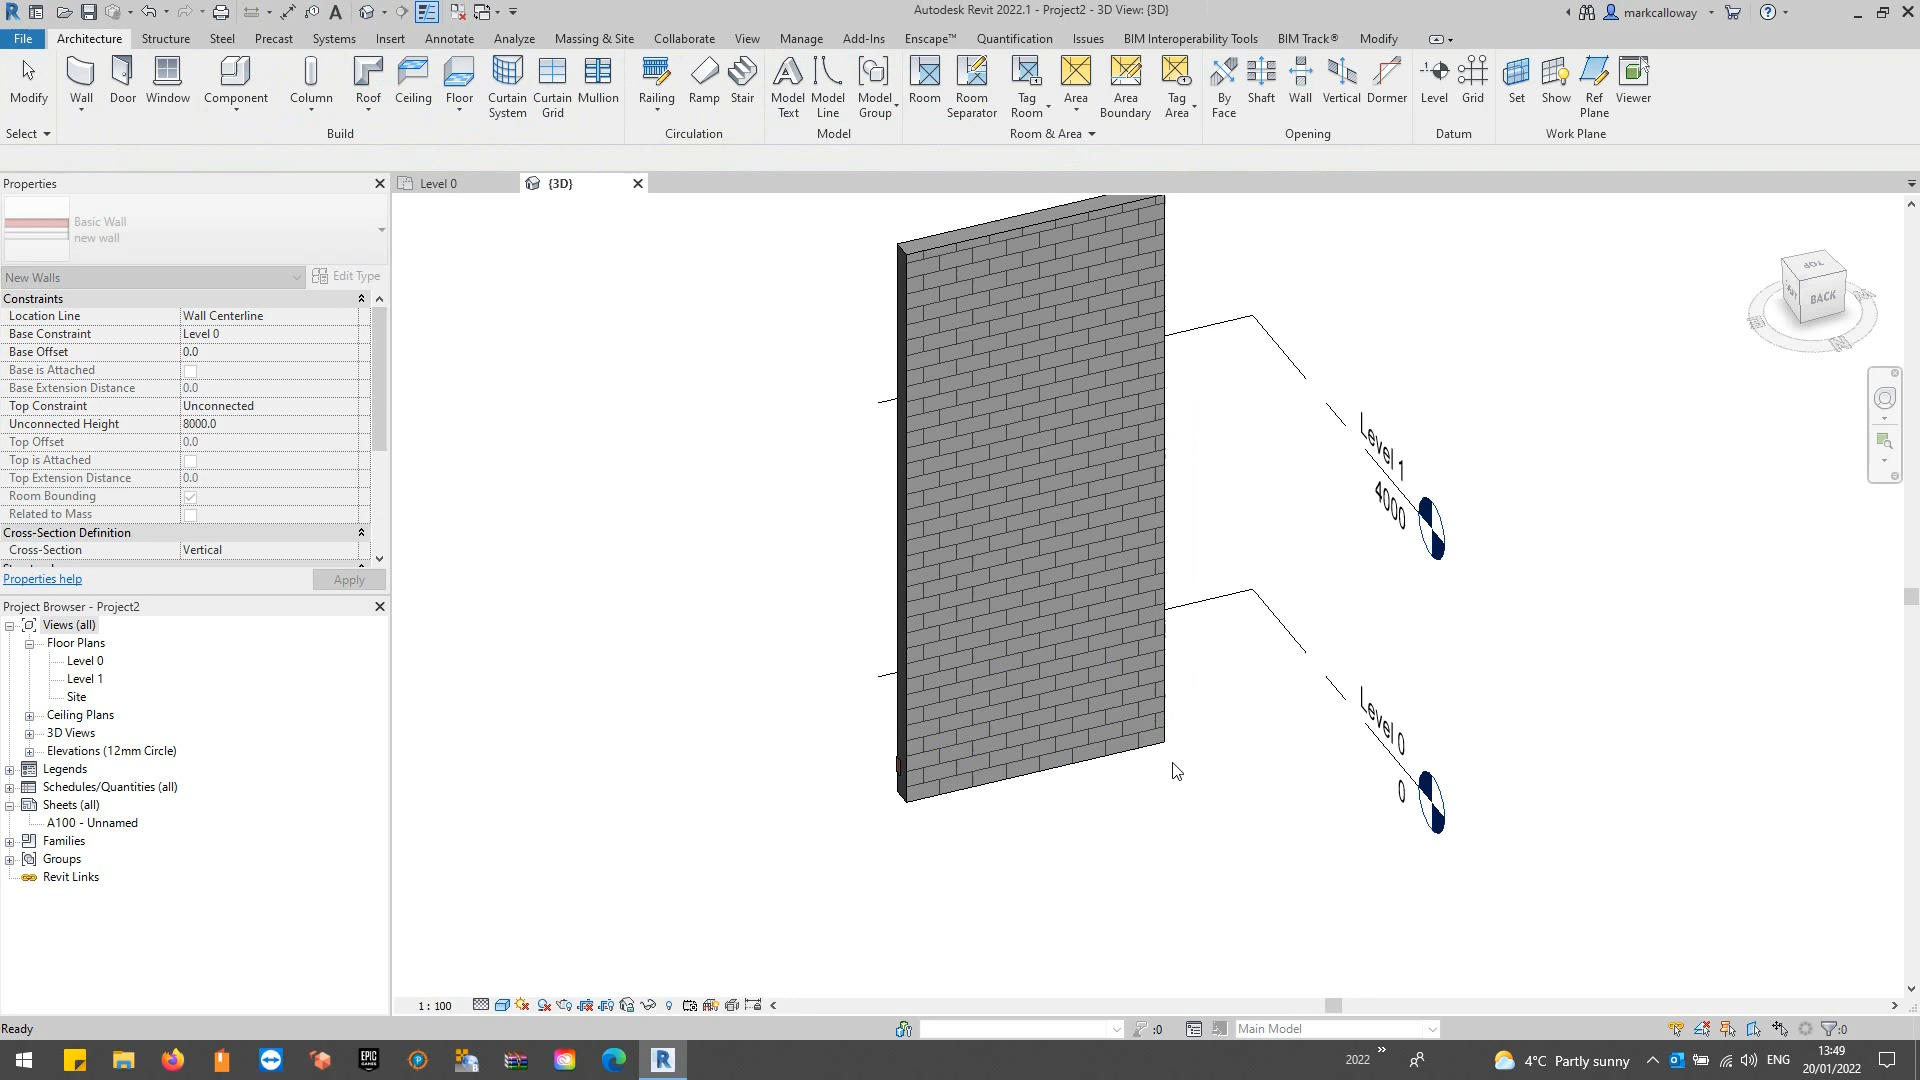 Autodesk Revit 2022.1 - Project2 - 3D View: {3D}
markcalloway
File Architecture Structure Steel Precast Systems Insert Annotate Analyze Massing & Site Collaborate View Manage Add-Ins Enscape™ Quantification Issues BIM Interoperability Tools BIM Track® Modify
Modify Wall Door Window Component Column Roof Ceiling Floor Curtain System Curtain Grid Mullion Railing Ramp Stair Model Text Model Line Model Group Room Room Separator Tag Room Area Area Boundary Tag Area By Face Shaft Wall Vertical Dormer Level Grid Set Show Ref Plane Viewer
Select Build Circulation Model Room & Area Opening Datum Work Plane
Properties
Level 0
{3D}
Basic Wall
new wall
New Walls
Edit Type
Constraints
Location Line Wall Centerline
Base Constraint Level 0
Base Offset 0.0
Base is Attached
Base Extension Distance 0.0
Top Constraint Unconnected
Unconnected Height 8000.0
Top Offset 0.0
Top is Attached
Top Extension Distance 0.0
Room Bounding
Related to Mass
Cross-Section Definition
Cross-Section Vertical
Properties help
Apply
Project Browser - Project2
Views (all)
Floor Plans
Level 0
Level 1
Site
Ceiling Plans
3D Views
Elevations (12mm Circle)
Legends
Schedules/Quantities (all)
Sheets (all)
A100 - Unnamed
Families
Groups
Revit Links
Level 1
4000
Level 0
0
TOP
BACK
1 : 100
Ready
:0
Main Model
:0
EPIC GAMES
2022
4°C Partly sunny
ENG
13:49
20/01/2022